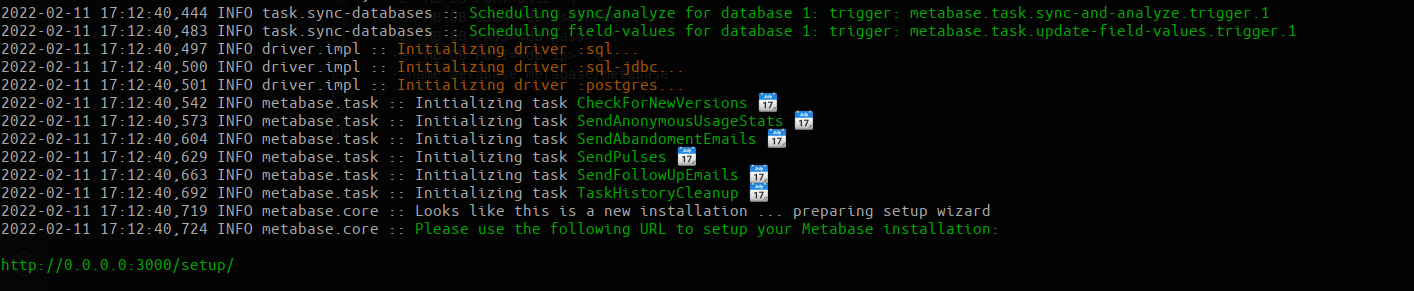 2022-02-11 17:12:40,444 INFO task.sync-databases :: Scheduling sync/analyze for database 1: trigger: metabase.task.sync-and-analyze.trigger.1
2022-02-11 17:12:40,483 INFO task.sync-databases :: Scheduling field-values for database 1: trigger: metabase.task.update-field-values.trigger.1
2022-02-11 17:12:40,497 INFO driver.impl :: Initializing driver :sql...
2022-02-11 17:12:40,500 INFO driver.impl :: Initializing driver :sql-jdbc...
2022-02-11 17:12:40,501 INFO driver.impl :: Initializing driver :postgres...
2022-02-11 17:12:40,542 INFO metabase.task :: Initializing task CheckForNewVersions 📅
2022-02-11 17:12:40,573 INFO metabase.task :: Initializing task SendAnonymousUsageStats 📅
2022-02-11 17:12:40,604 INFO metabase.task :: Initializing task SendAbandomentEmails 📅
2022-02-11 17:12:40,629 INFO metabase.task :: Initializing task SendPulses 📅
2022-02-11 17:12:40,663 INFO metabase.task :: Initializing task SendFollowUpEmails 📅
2022-02-11 17:12:40,692 INFO metabase.task :: Initializing task TaskHistoryCleanup 📅
2022-02-11 17:12:40,719 INFO metabase.core :: Looks like this is a new installation ... preparing setup wizard
2022-02-11 17:12:40,724 INFO metabase.core :: Please use the following URL to setup your Metabase installation:
http://0.0.0.0:3000/setup/